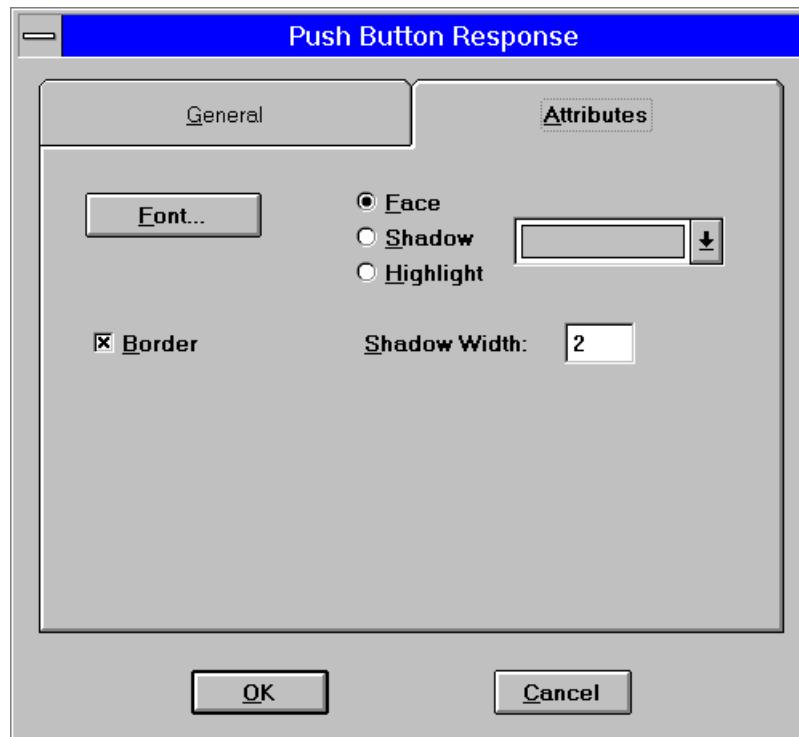 Push Button Response
General
Attributes
Font...
Face
Shadow
Highlight
Border
Shadow Width: 2
OK
Cancel